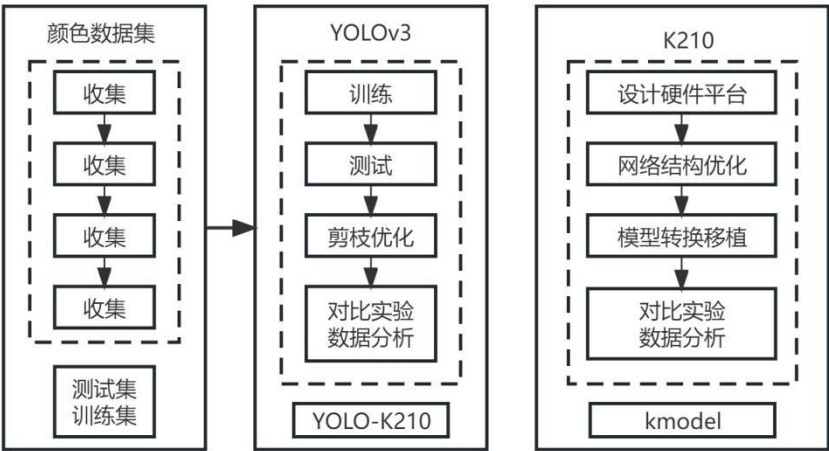 颜色数据集
收集
收集
收集
收集
测试集
训练集
YOLOv3
训练
测试
剪枝优化
对比实验
数据分析
YOLO-K210
K210
设计硬件平台
网络结构优化
模型转换移植
对比实验
数据分析
kmodel